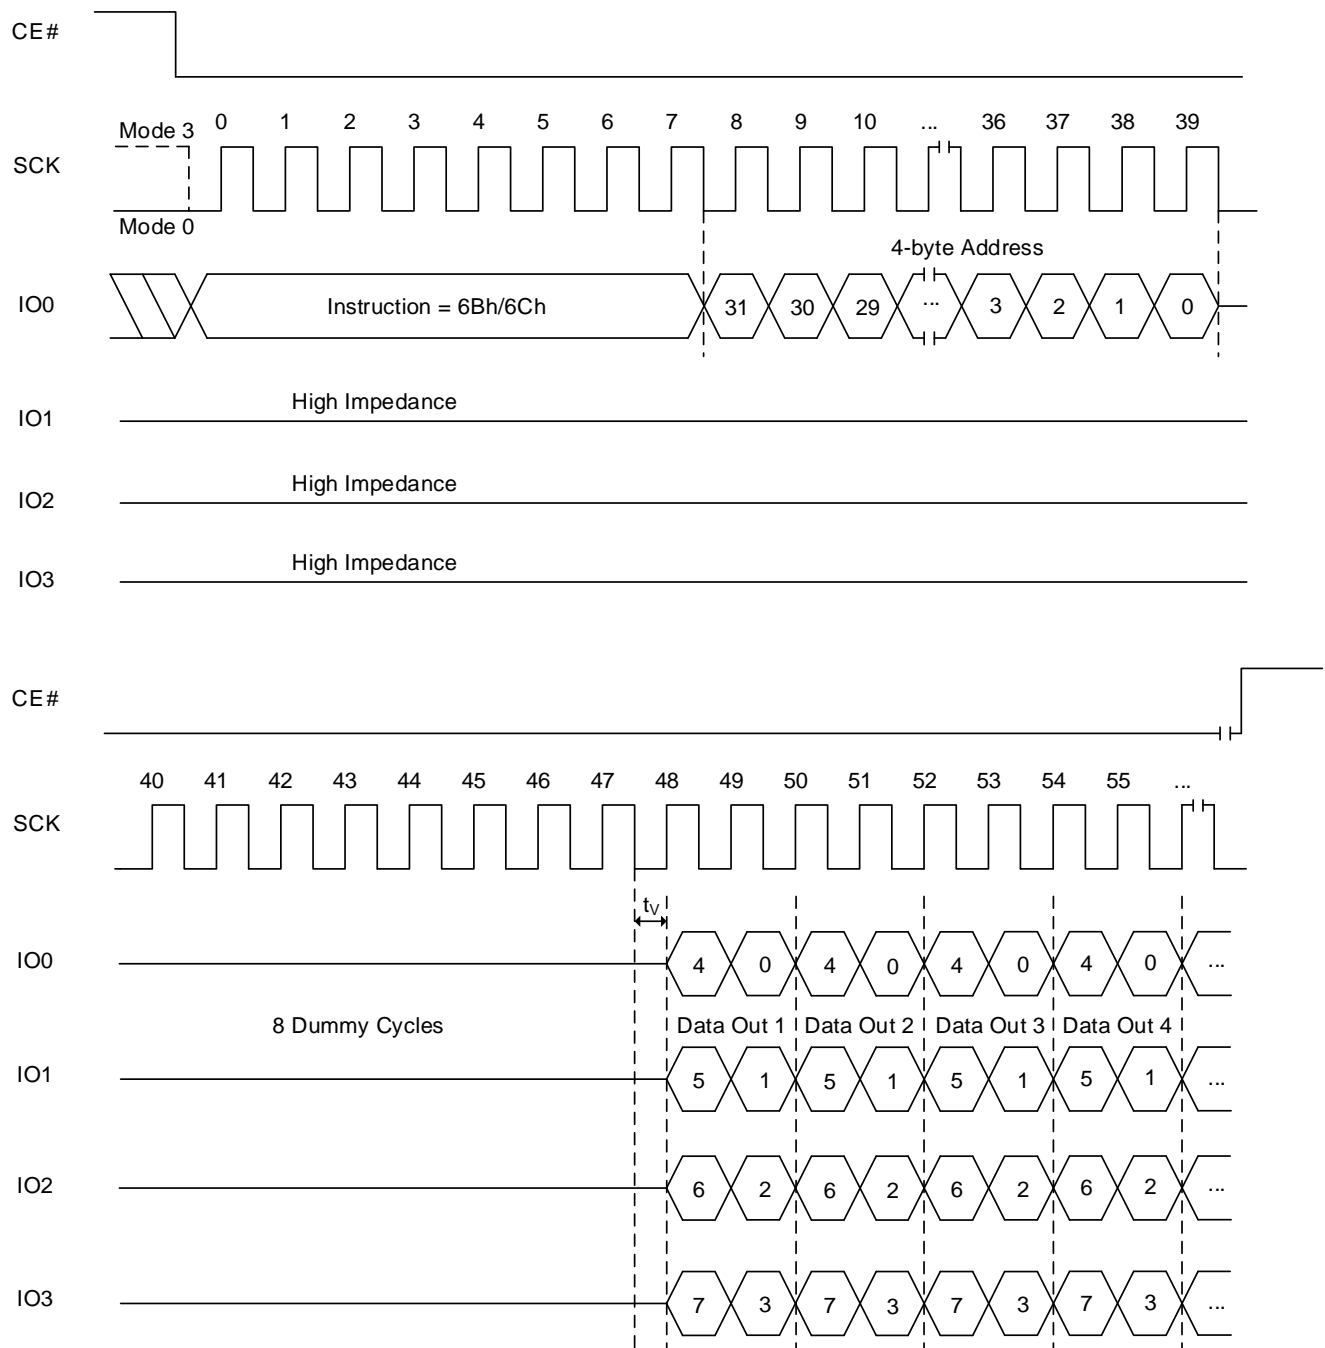 CE#
Mode 3 0 1 2 3 4 5 6 7 8 9 10 ... 36 37 38 39
SCK
Mode 0
4-byte Address
IO0 Instruction = 6Bh/6Ch 31 30 29 ... 3 2 1 0
High Impedance
IO1
High Impedance
IO2
High Impedance
IO3
CE#
40 41 42 43 44 45 46 47 48 49 50 51 52 53 54 55 ...
SCK
tV
IO0 4 0 4 0 4 0 4 0 ...
8 Dummy Cycles Data Out 1 Data Out 2 Data Out 3 Data Out 4
IO1 5 1 5 1 5 1 5 1 ...
IO2 6 2 6 2 6 2 6 2 ...
IO3 7 3 7 3 7 3 7 3 ...